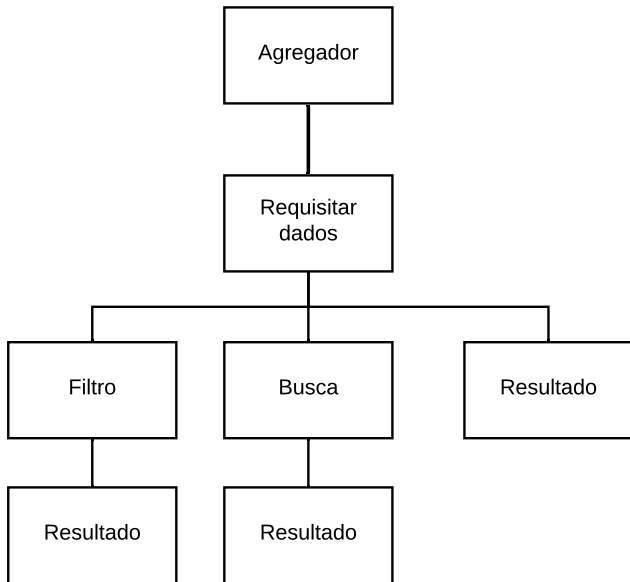 Agregador
Requisitar
dados
Filtro
Busca
Resultado
Resultado
Resultado